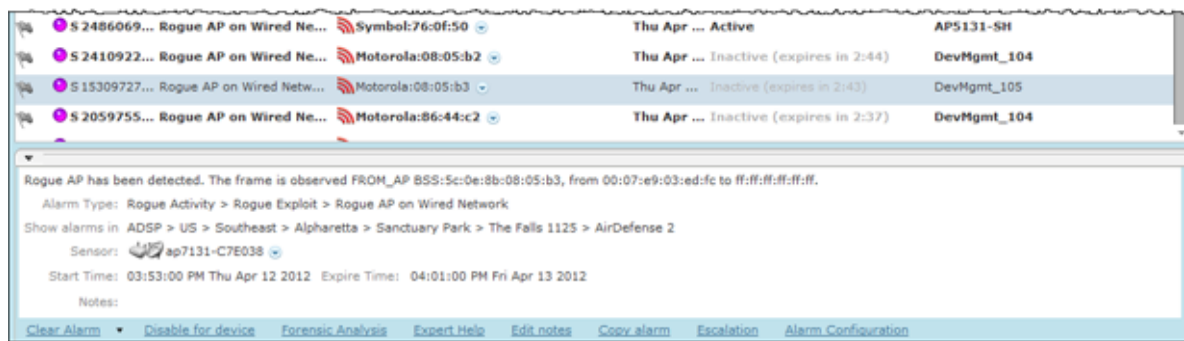 S 2486069... Rogue AP on Wired Ne... Symbol:76:0f:50 Thu Apr ... Active AP5131-SH
S 2410922... Rogue AP on Wired Ne... Motorola:08:05:b2 Thu Apr ... Inactive (expires in 2:44) DevMgmt_104
S 15309727... Rogue AP on Wired Netw... Motorola:08:05:b3 Thu Apr ... Inactive (expires in 2:43) DevMgmt_105
S 2059755... Rogue AP on Wired Ne... Motorola:86:44:c2 Thu Apr ... Inactive (expires in 2:37) DevMgmt_104
Rogue AP has been detected. The frame is observed FROM_AP BSS:5c:0e:8b:08:05:b3, from 00:07:e9:03:ed:fc to ff:ff:ff:ff:ff:ff.
Alarm Type: Rogue Activity > Rogue Exploit > Rogue AP on Wired Network
Show alarms in ADSP > US > Southeast > Alpharetta > Sanctuary Park > The Falls 1125 > AirDefense 2
Sensor: ap7131-C7E038
Start Time: 03:53:00 PM Thu Apr 12 2012 Expire Time: 04:01:00 PM Fri Apr 13 2012
Notes:
Clear Alarm Disable for device Forensic Analysis Expert Help Edit notes Copy alarm Escalation Alarm Configuration